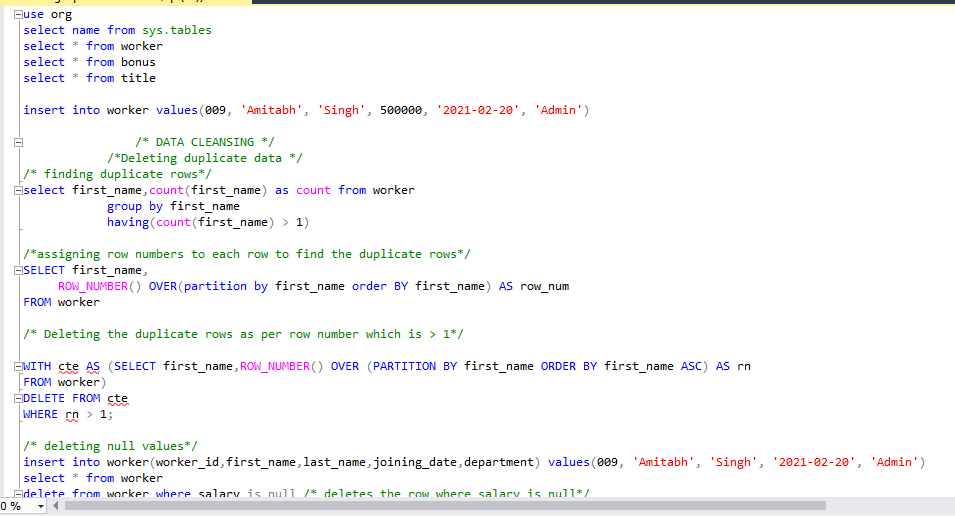 use org
select name from sys.tables
select * from worker
select * from bonus
select * from title
insert into worker values(009, 'Amitabh', 'Singh', 500000, '2021-02-20', 'Admin')
/* DATA CLEANSING */
/*Deleting duplicate data */
/* finding duplicate rows*/
select first_name,count(first_name) as count from worker
group by first_name
having(count(first_name) > 1)
/*assigning row numbers to each row to find the duplicate rows*/
SELECT first_name,
ROW_NUMBER() OVER(partition by first_name order BY first_name) AS row_num
FROM worker
/* Deleting the duplicate rows as per row number which is > 1*/
WITH cte AS (SELECT first_name,ROW_NUMBER() OVER (PARTITION BY first_name ORDER BY first_name ASC) AS rn
FROM worker)
DELETE FROM cte
WHERE rn > 1;
/* deleting null values*/
insert into worker(worker_id,first_name,last_name,joining_date,department) values(009, 'Amitabh', 'Singh', '2021-02-20', 'Admin')
select * from worker
delete from worker where salary is null /* deletes the row where salary is null*/
0 %